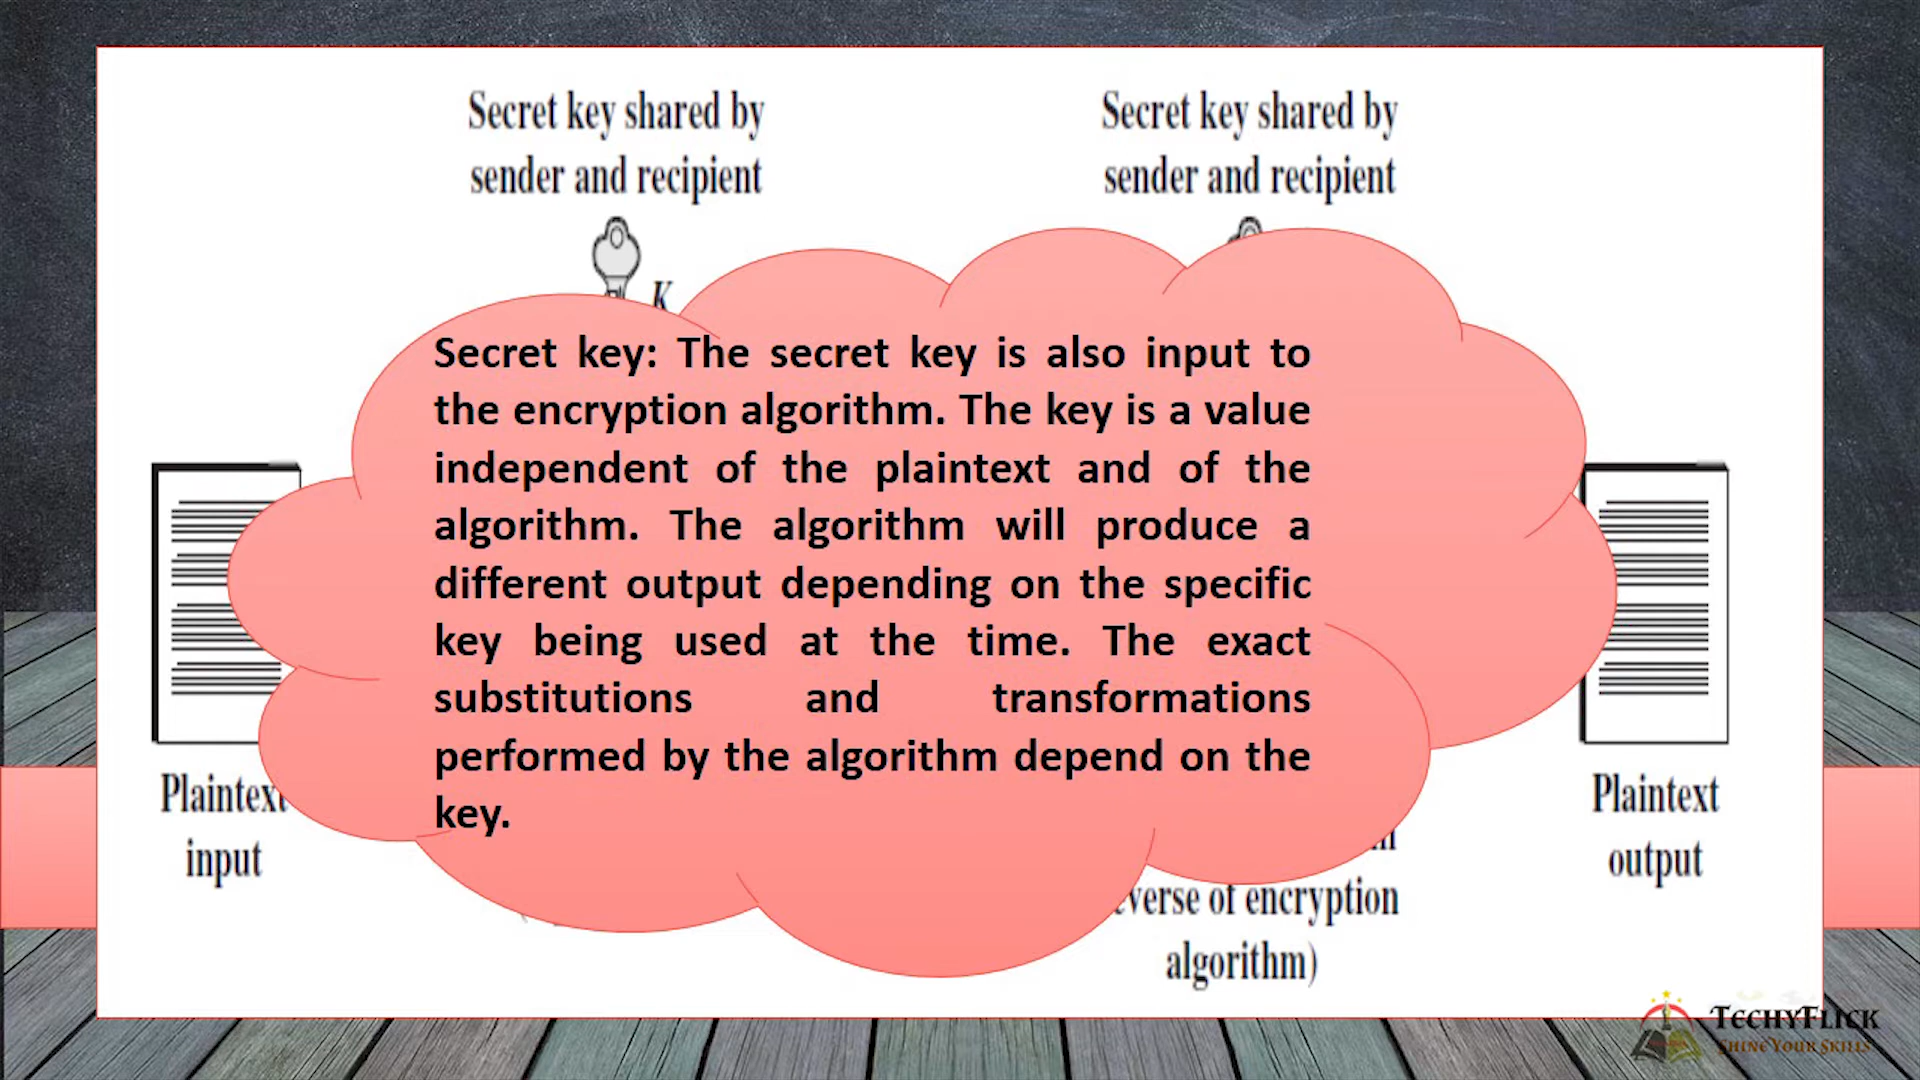 Secret key shared by
sender and recipient
Secret key shared by
sender and recipient
K
Secret key: The secret key is also input to
the encryption algorithm. The key is a value
independent of the plaintext and of the
algorithm. The algorithm will produce a
different output depending on the specific
key being used at the time. The exact
substitutions and transformations
performed by the algorithm depend on the
key.
Plaintext
input
Plaintext
output
verse of encryption
algorithm)
TECHYFLICK
SHINE YOUR SKILLS